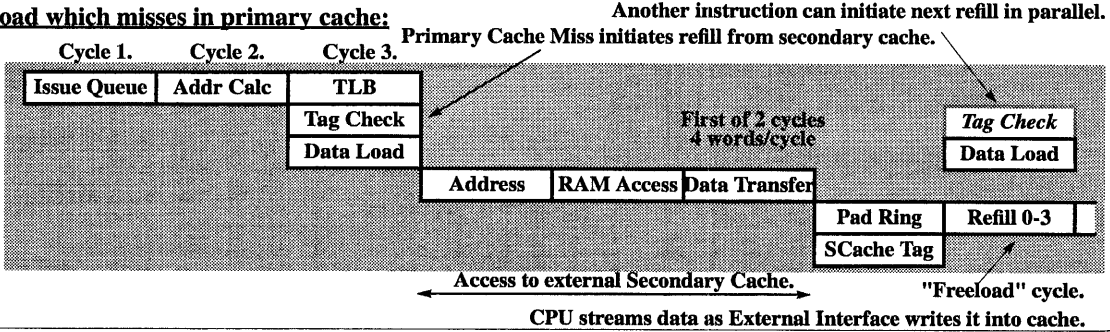 oad which misses in primary cache:
Another instruction can initiate next refill in parallel.
Cycle 1. Cycle 2. Cycle 3.
Primary Cache Miss initiates refill from secondary cache.
Issue Queue Addr Calc TLB
Tag Check
Data Load
First of 2 cycles
4 words/cycle
Tag Check
Data Load
Address RAM Access Data Transfer
Pad Ring Refill 0-3
SCache Tag
Access to external Secondary Cache.
"Freeload" cycle.
CPU streams data as External Interface writes it into cache.